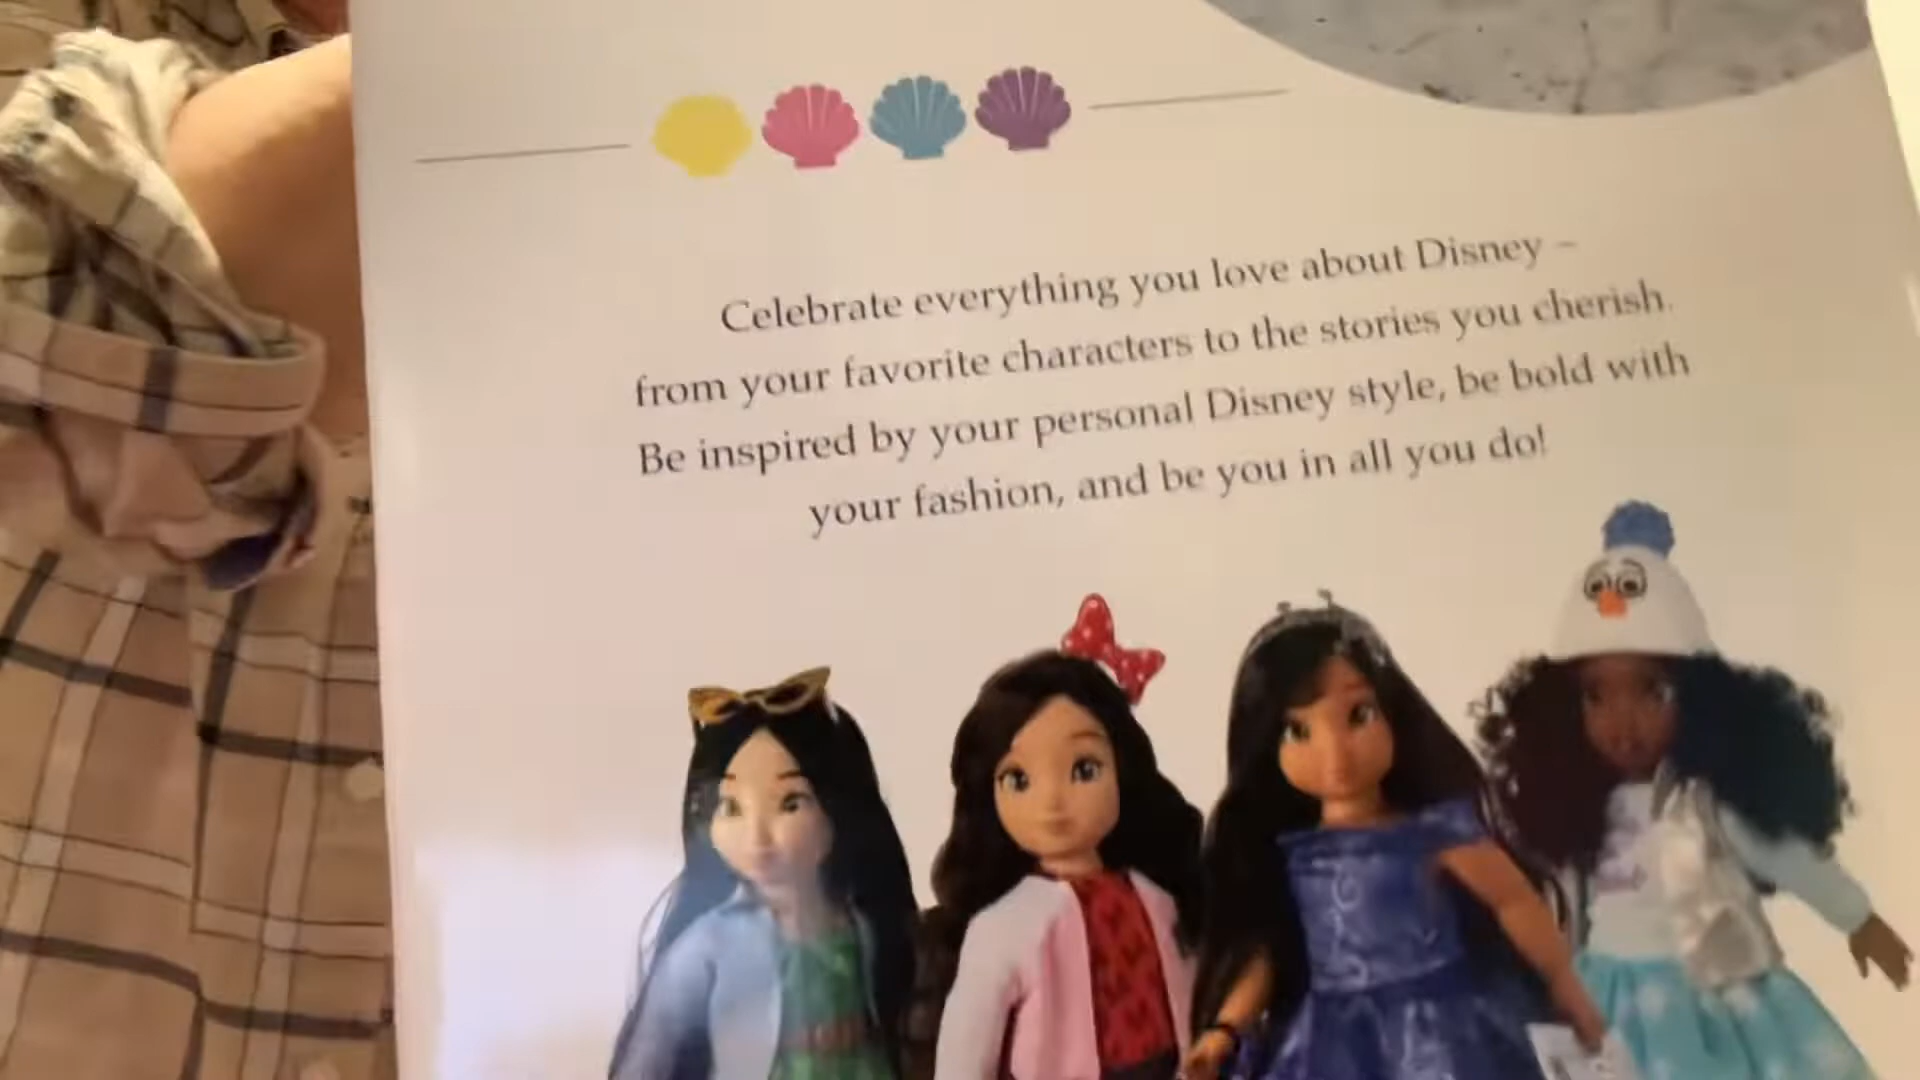 Celebrate everything you love about Disney –
from your favorite characters to the stories you cherish.
Be inspired by your personal Disney style, be bold with
your fashion, and be you in all you do!